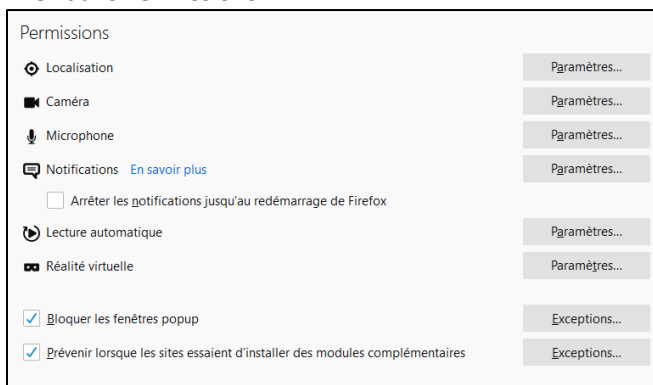 Permissions
Localisation Paramètres...
Caméra Paramètres...
Microphone Paramètres...
Notifications En savoir plus Paramètres...
Arrêter les notifications jusqu'au redémarrage de Firefox
Lecture automatique Paramètres...
Réalité virtuelle Paramètres...
Bloquer les fenêtres popup Exceptions...
Prévenir lorsque les sites essaient d'installer des modules complémentaires Exceptions...